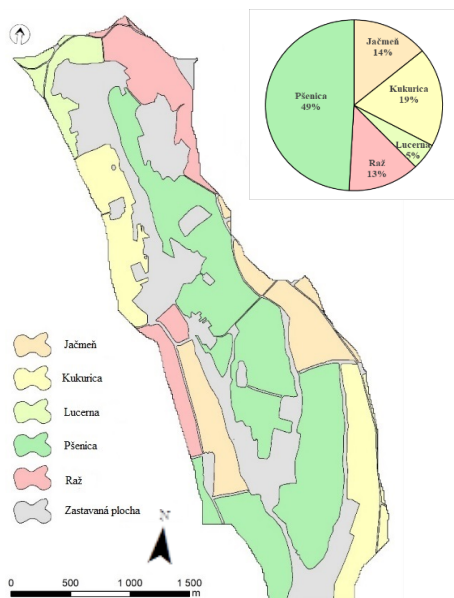 Jačmeň
14%
Kukurica
19%
Lucerna
5%
Raž
13%
Pšenica
49%
Jačmeň
Kukurica
Lucerna
Pšenica
Raž
Zastavaná plocha
N
0 500 1 000 1 500
m